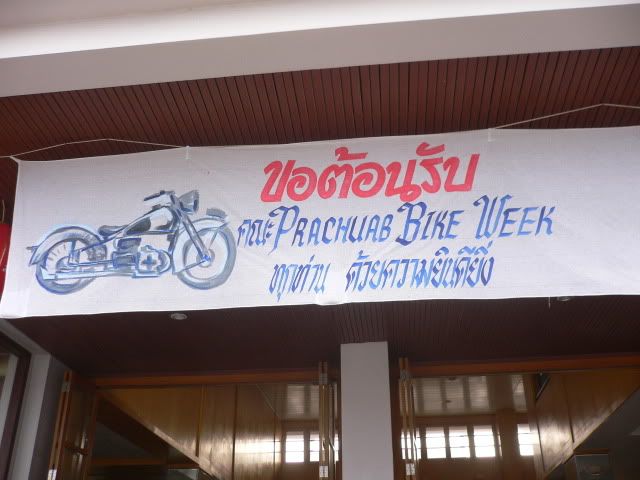 ขอต้อนรับ
คณะ PRACHUAB BIKE WEEK
ทุกท่าน ด้วยความยินดียิ่ง